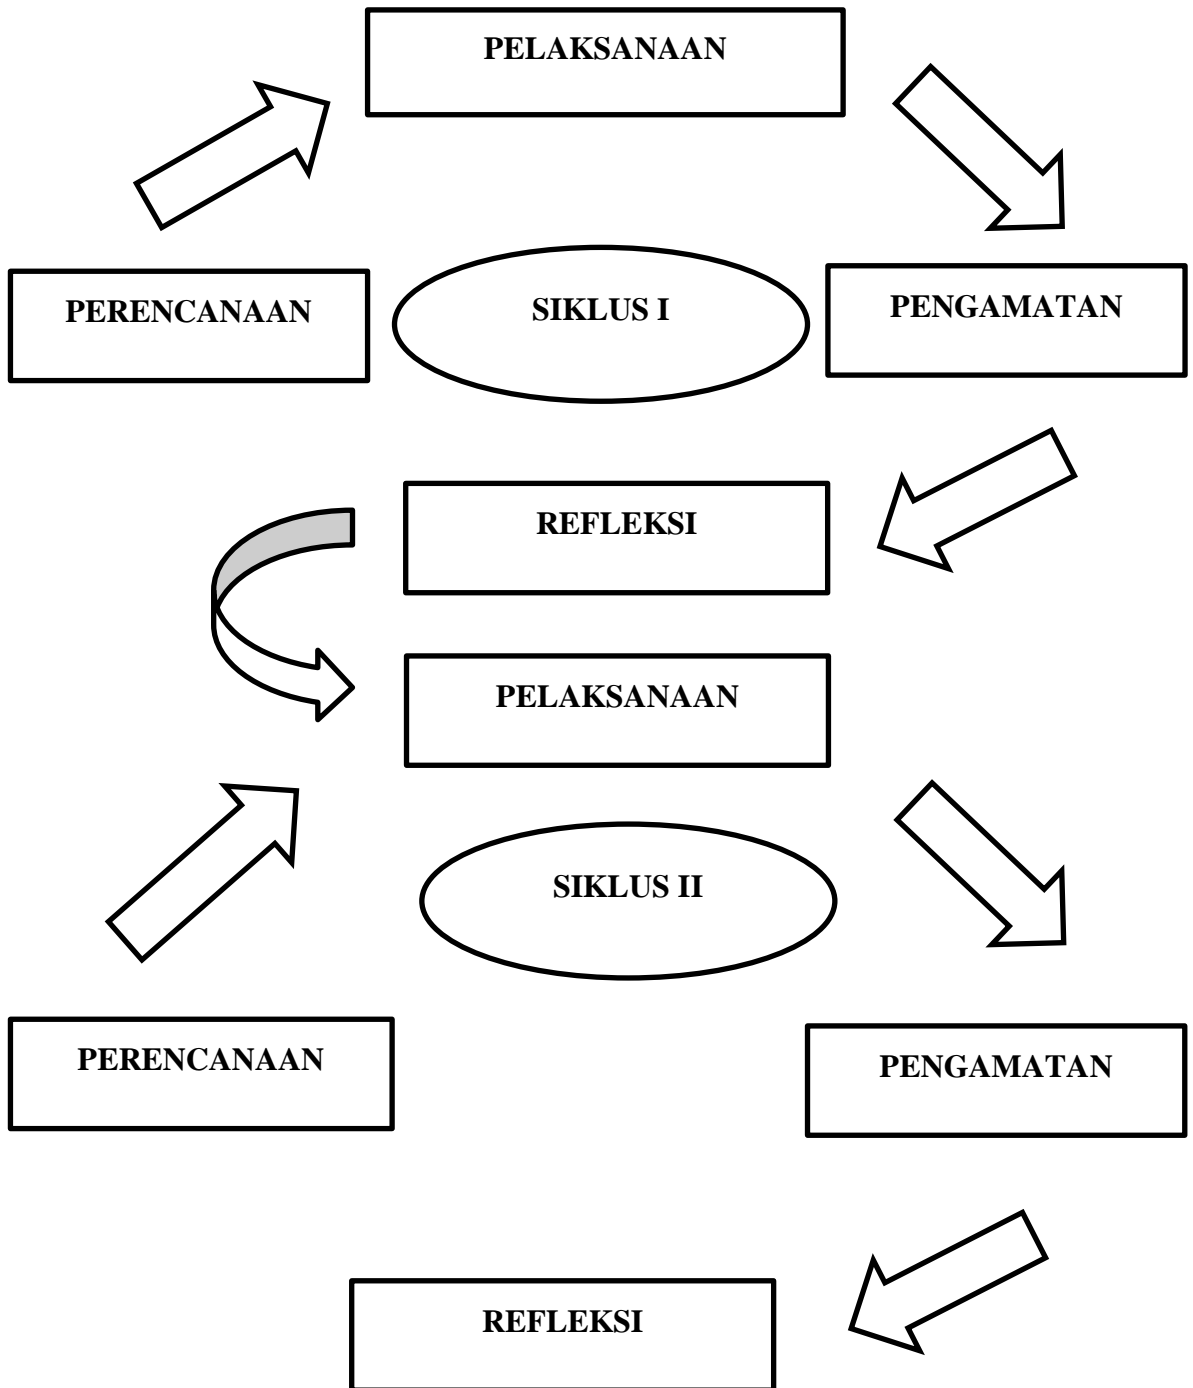 PELAKSANAAN
PERENCANAAN
SIKLUS I
PENGAMATAN
REFLEKSI
PELAKSANAAN
SIKLUS II
PERENCANAAN
PENGAMATAN
REFLEKSI